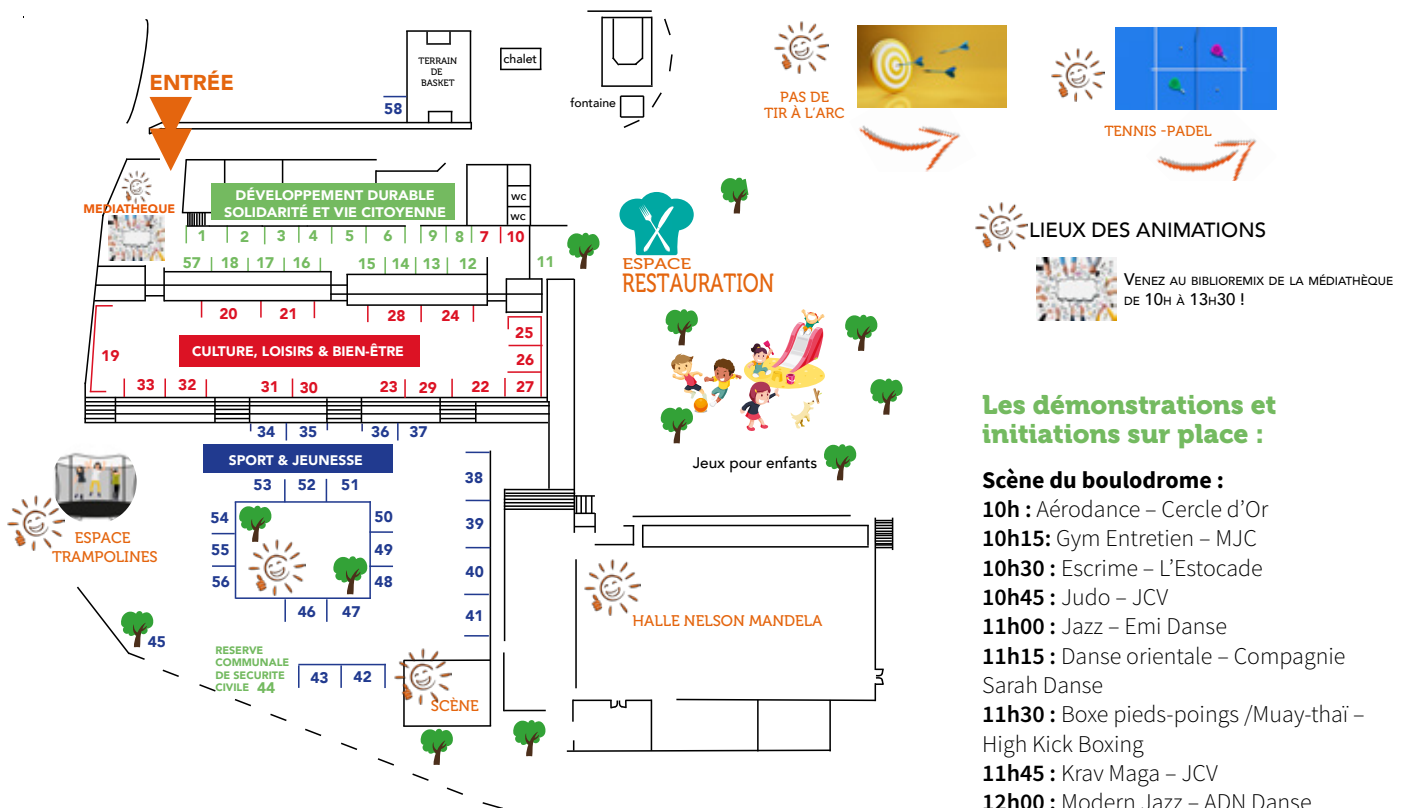 ENTRÉE
TERRAIN
DE
BASKET
58
chalet
fontaine
PAS DE
TIR À L'ARC
TENNIS -PADEL
MEDIATHEQUE
DÉVELOPPEMENT DURABLE
SOLIDARITÉ ET VIE CITOYENNE
WC
WC
1 2 3 4 5 6 9 8 7 10
57 18 17 16 15 14 13 12 11
ESPACE
RESTAURATION
LIEUX DES ANIMATIONS
VENEZ AU BIBLIOREMIX DE LA MÉDIATHÈQUE
DE 10H À 13H30 !
20 21 28 24
25
CULTURE, LOISIRS & BIEN-ÊTRE
19
26
33 32 31 30 23 29 22 27
34 35 36 37
SPORT & JEUNESSE
53 52 51
38
54 50
39
55 49
56 48
40
46 47
41
45
ESPACE
TRAMPOLINES
RESERVE
COMMUNALE
DE SECURITE
CIVILE 44
43 42
SCÈNE
Jeux pour enfants
HALLE NELSON MANDELA
Les démonstrations et
initiations sur place :
Scène du boulodrome :
10h : Aérodance – Cercle d'Or
10h15: Gym Entretien – MJC
10h30 : Escrime – L'Estocade
10h45 : Judo – JCV
11h00 : Jazz – Emi Danse
11h15 : Danse orientale – Compagnie
Sarah Danse
11h30 : Boxe pieds-poings /Muay-thaï –
High Kick Boxing
11h45 : Krav Maga – JCV
12h00 : Modern Jazz – ADN Danse